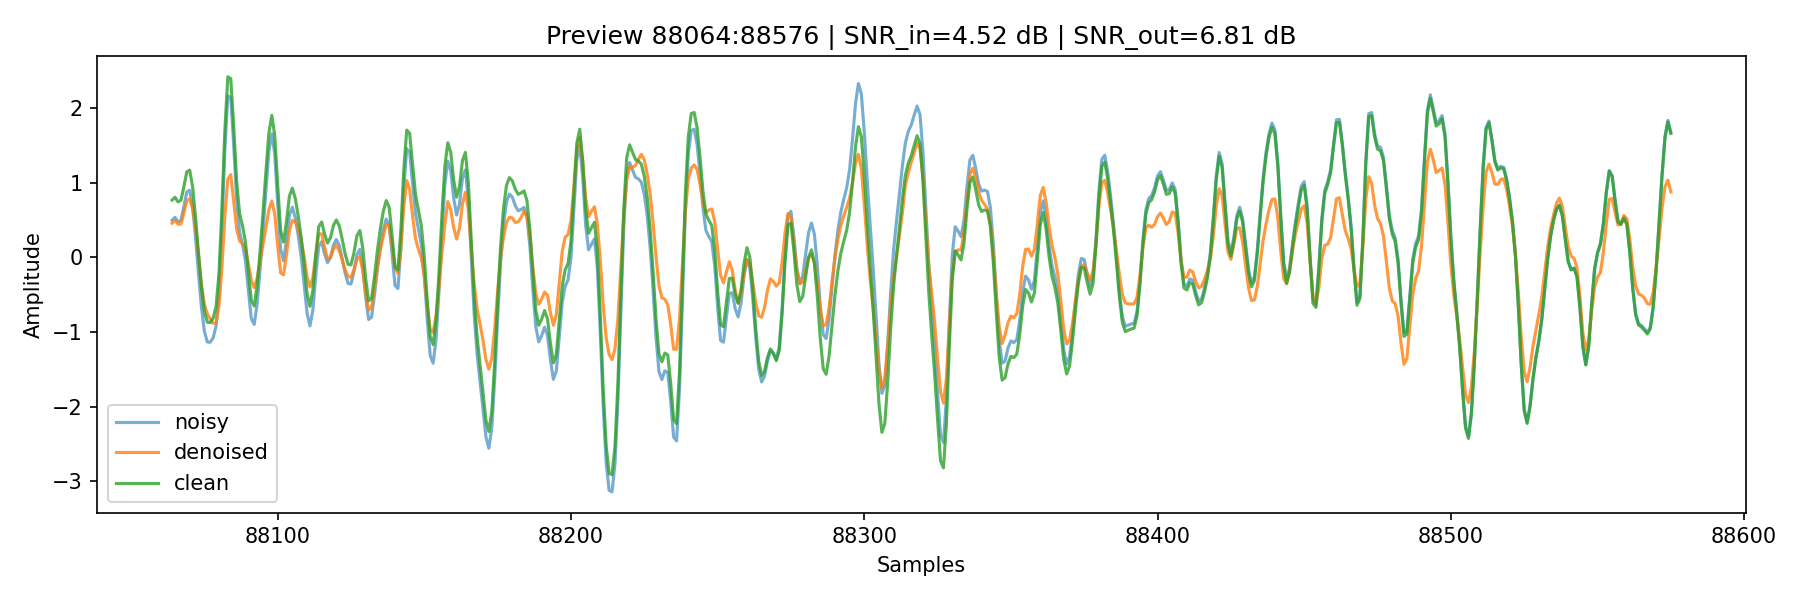 Preview 88064:88576 | SNR_in=4.52 dB | SNR_out=6.81 dB
Amplitude
2
1
0
−1
−2
−3
noisy
denoised
clean
88100 88200 88300 88400 88500 88600
Samples